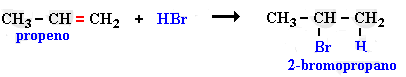 CH₃ – CH = CH₂ + HBr ⟶ CH₃ – CH – CH₂
propeno
Br H
2-bromopropano